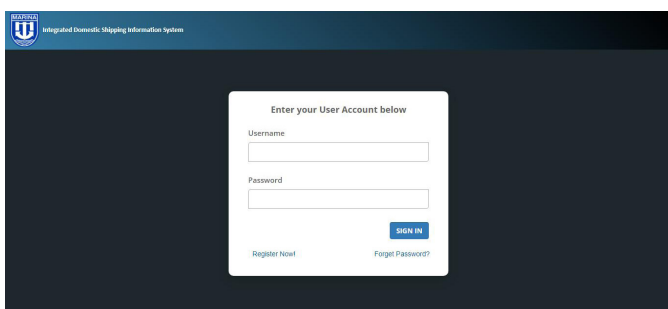 MARINA
Integrated Domestic Shipping Information System
Enter your User Account below
Username
Password
SIGN IN
Register Now! Forget Password?